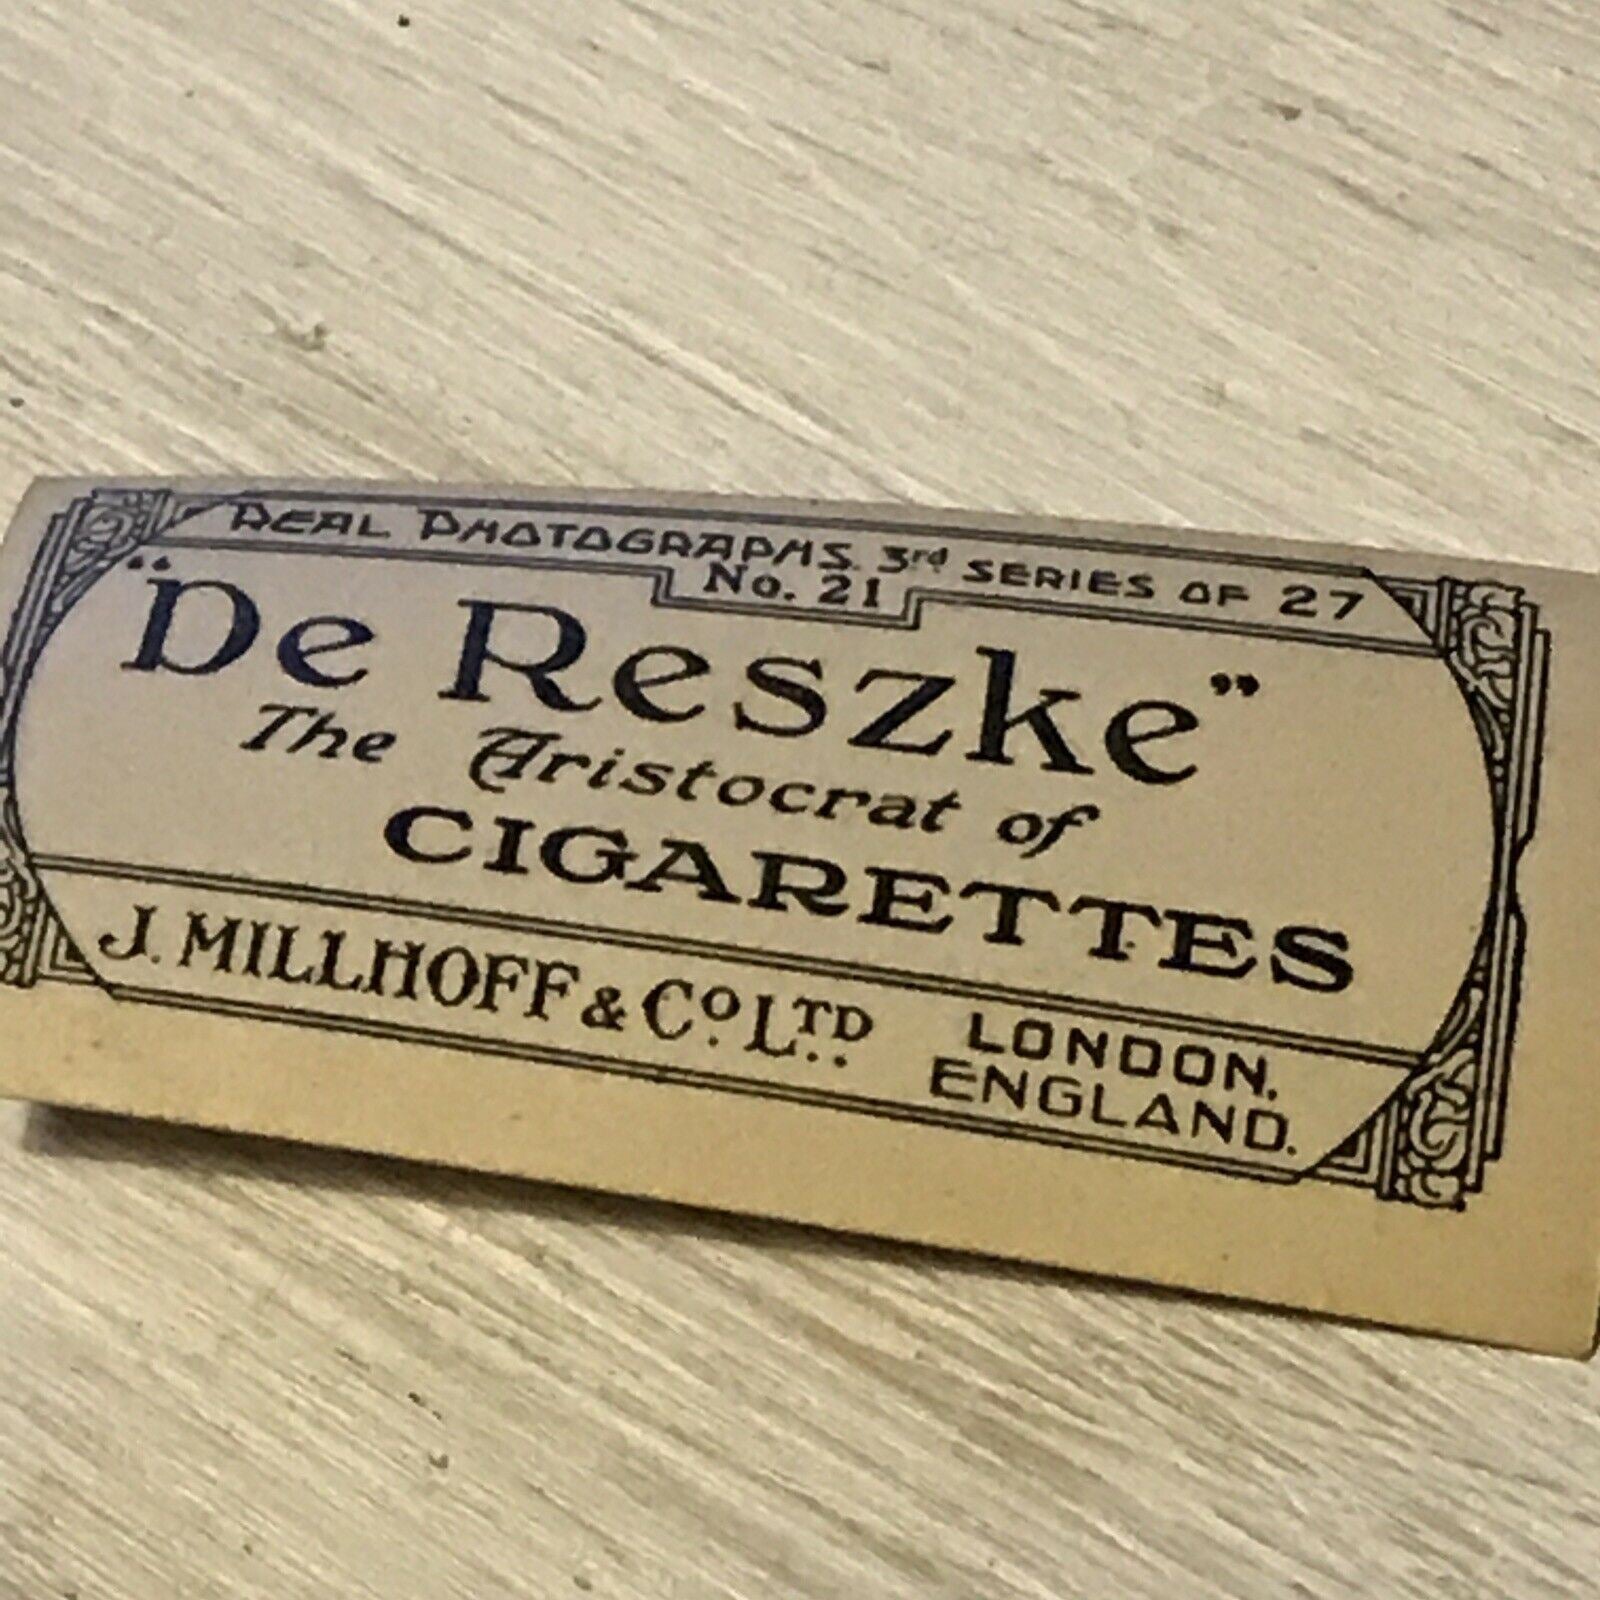 REAL PHOTOGRAPHS. 3rd SERIES OF 27
No. 21
"De Reszke"
The Aristocrat of
CIGARETTES
J. MILLHOFF & Co. LTD. LONDON,
ENGLAND.